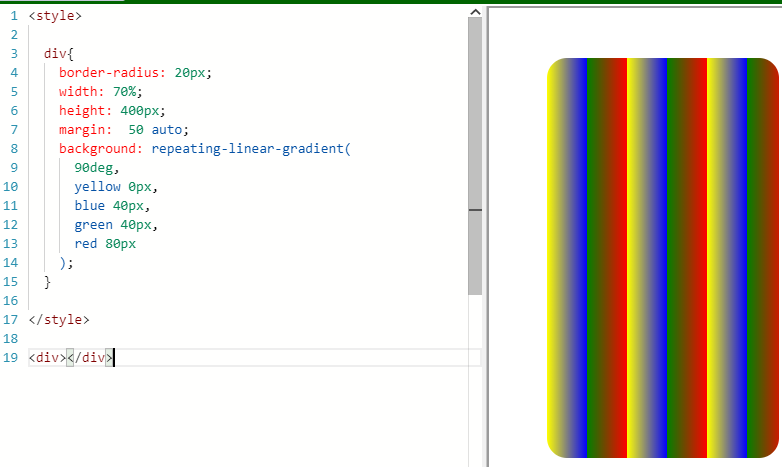 1 <style>
2
3 div{
4 border-radius: 20px;
5 width: 70%;
6 height: 400px;
7 margin:  50 auto;
8 background: repeating-linear-gradient(
9 90deg,
10 yellow 0px,
11 blue 40px,
12 green 40px,
13 red 80px
14 );
15 }
16
17 </style>
18
19 <div></div>